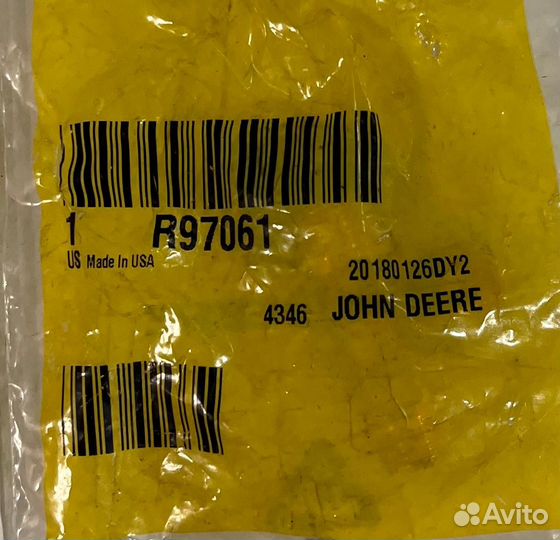 1 R97061
US Made In USA
20180126DY2
4346 JOHN DEERE
Avito